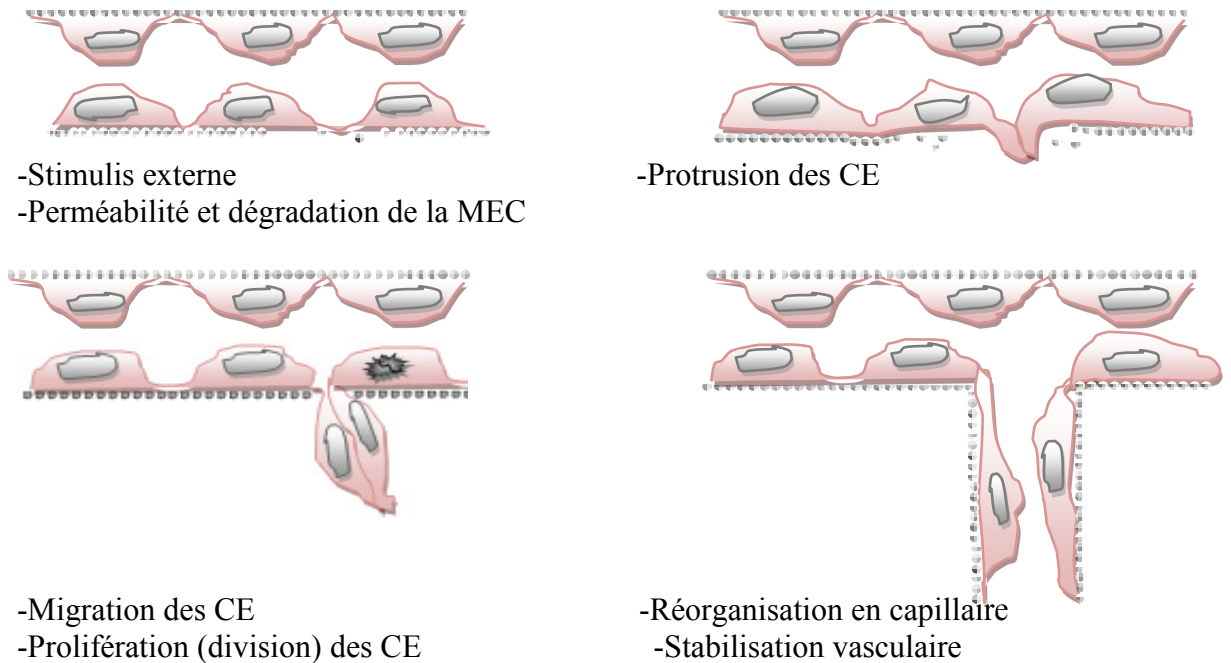 -Stimulis externe
-Perméabilité et dégradation de la MEC
-Protrusion des CE
-Migration des CE
-Prolifération (division) des CE
-Réorganisation en capillaire
-Stabilisation vasculaire